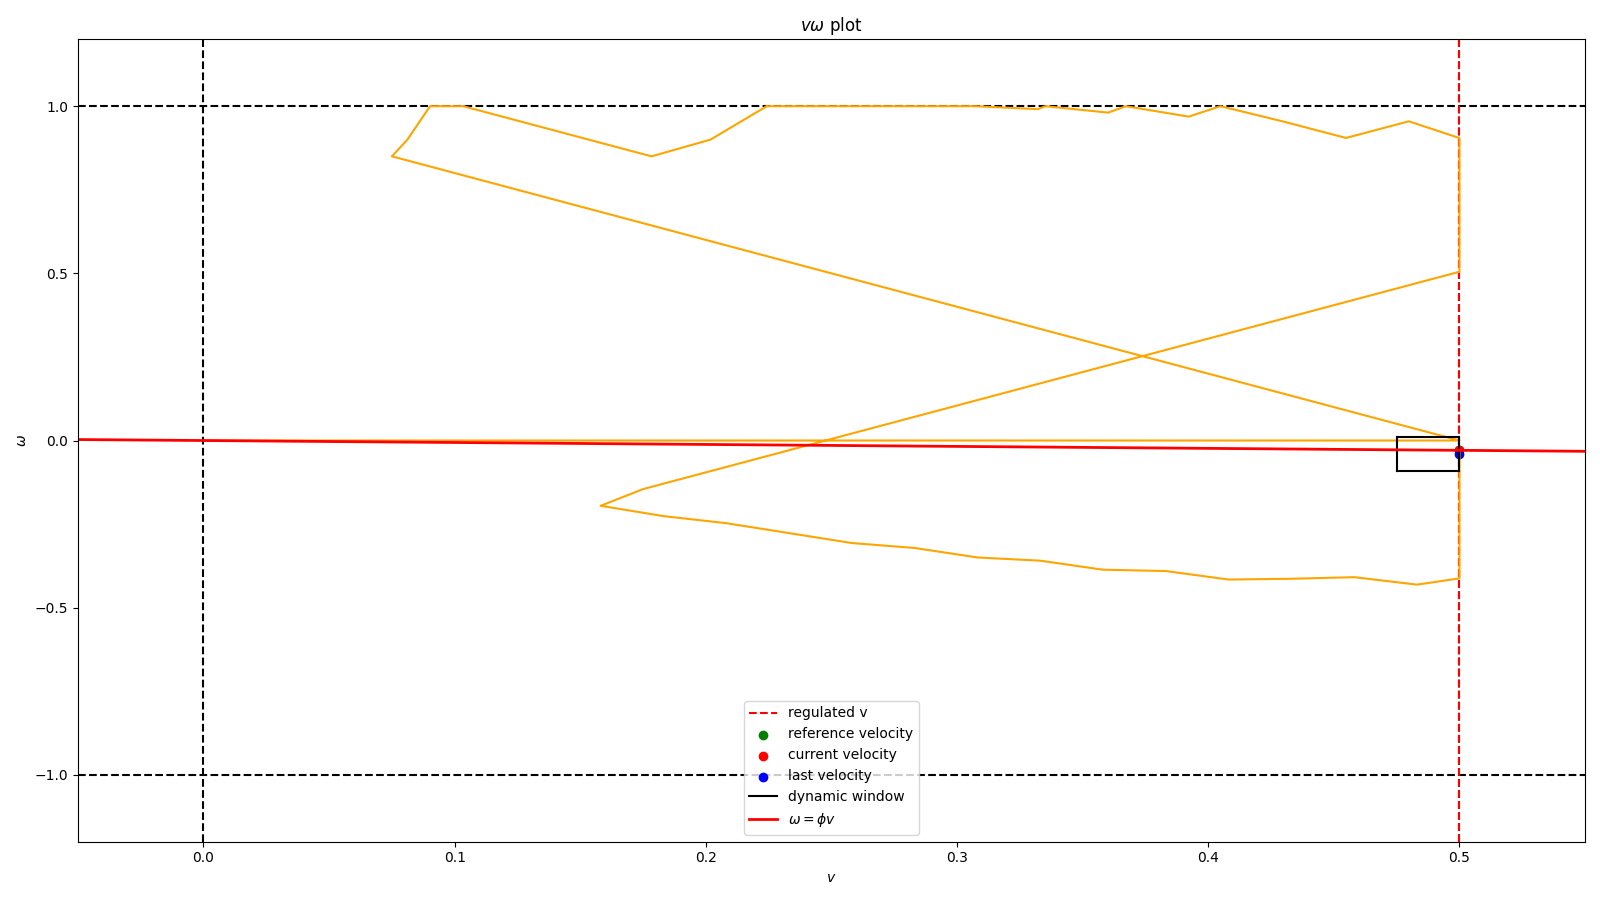 vω plot
1.0
0.5
0.0
−0.5
−1.0
ω
regulated v
reference velocity
current velocity
last velocity
dynamic window
ω = ϕv
0.0 0.1 0.2 0.3 0.4 0.5
v